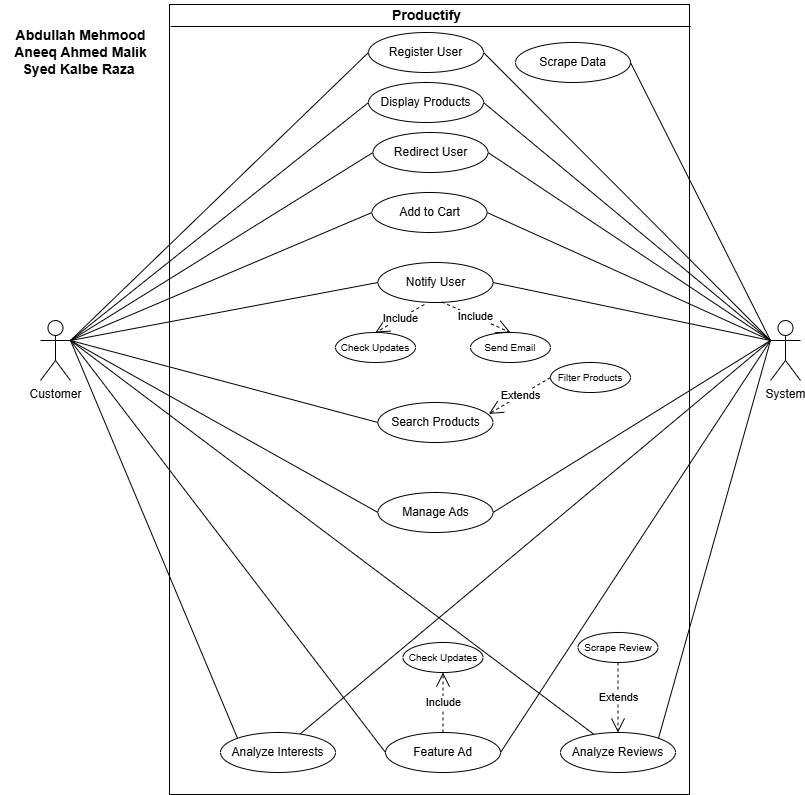 Productify
Abdullah Mehmood
Aneeq Ahmed Malik
Syed Kalbe Raza
Register User
Scrape Data
Display Products
Redirect User
Add to Cart
Notify User
Include
Include
Check Updates
Send Email
Filter Products
Extends
Customer
System
Search Products
Manage Ads
Check Updates
Scrape Review
Include
Extends
Analyze Interests
Feature Ad
Analyze Reviews